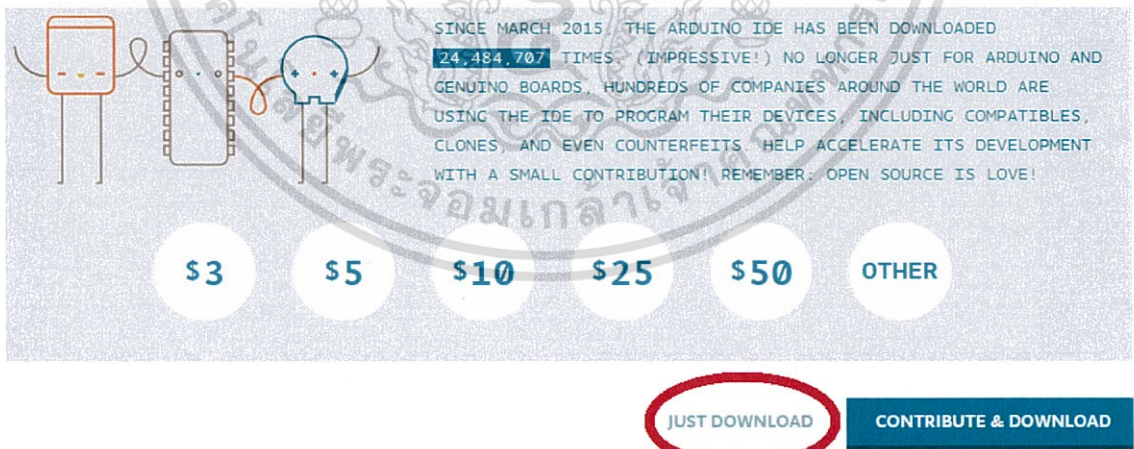 SINCE MARCH 2015, THE ARDUINO IDE HAS BEEN DOWNLOADED
24,484,707 TIMES. (IMPRESSIVE!) NO LONGER JUST FOR ARDUINO AND
GENUINO BOARDS, HUNDREDS OF COMPANIES AROUND THE WORLD ARE
USING THE IDE TO PROGRAM THEIR DEVICES, INCLUDING COMPATIBLES,
CLONES, AND EVEN COUNTERFEITS. HELP ACCELERATE ITS DEVELOPMENT
WITH A SMALL CONTRIBUTION! REMEMBER: OPEN SOURCE IS LOVE!
$3 $5 $10 $25 $50 OTHER
JUST DOWNLOAD CONTRIBUTE & DOWNLOAD